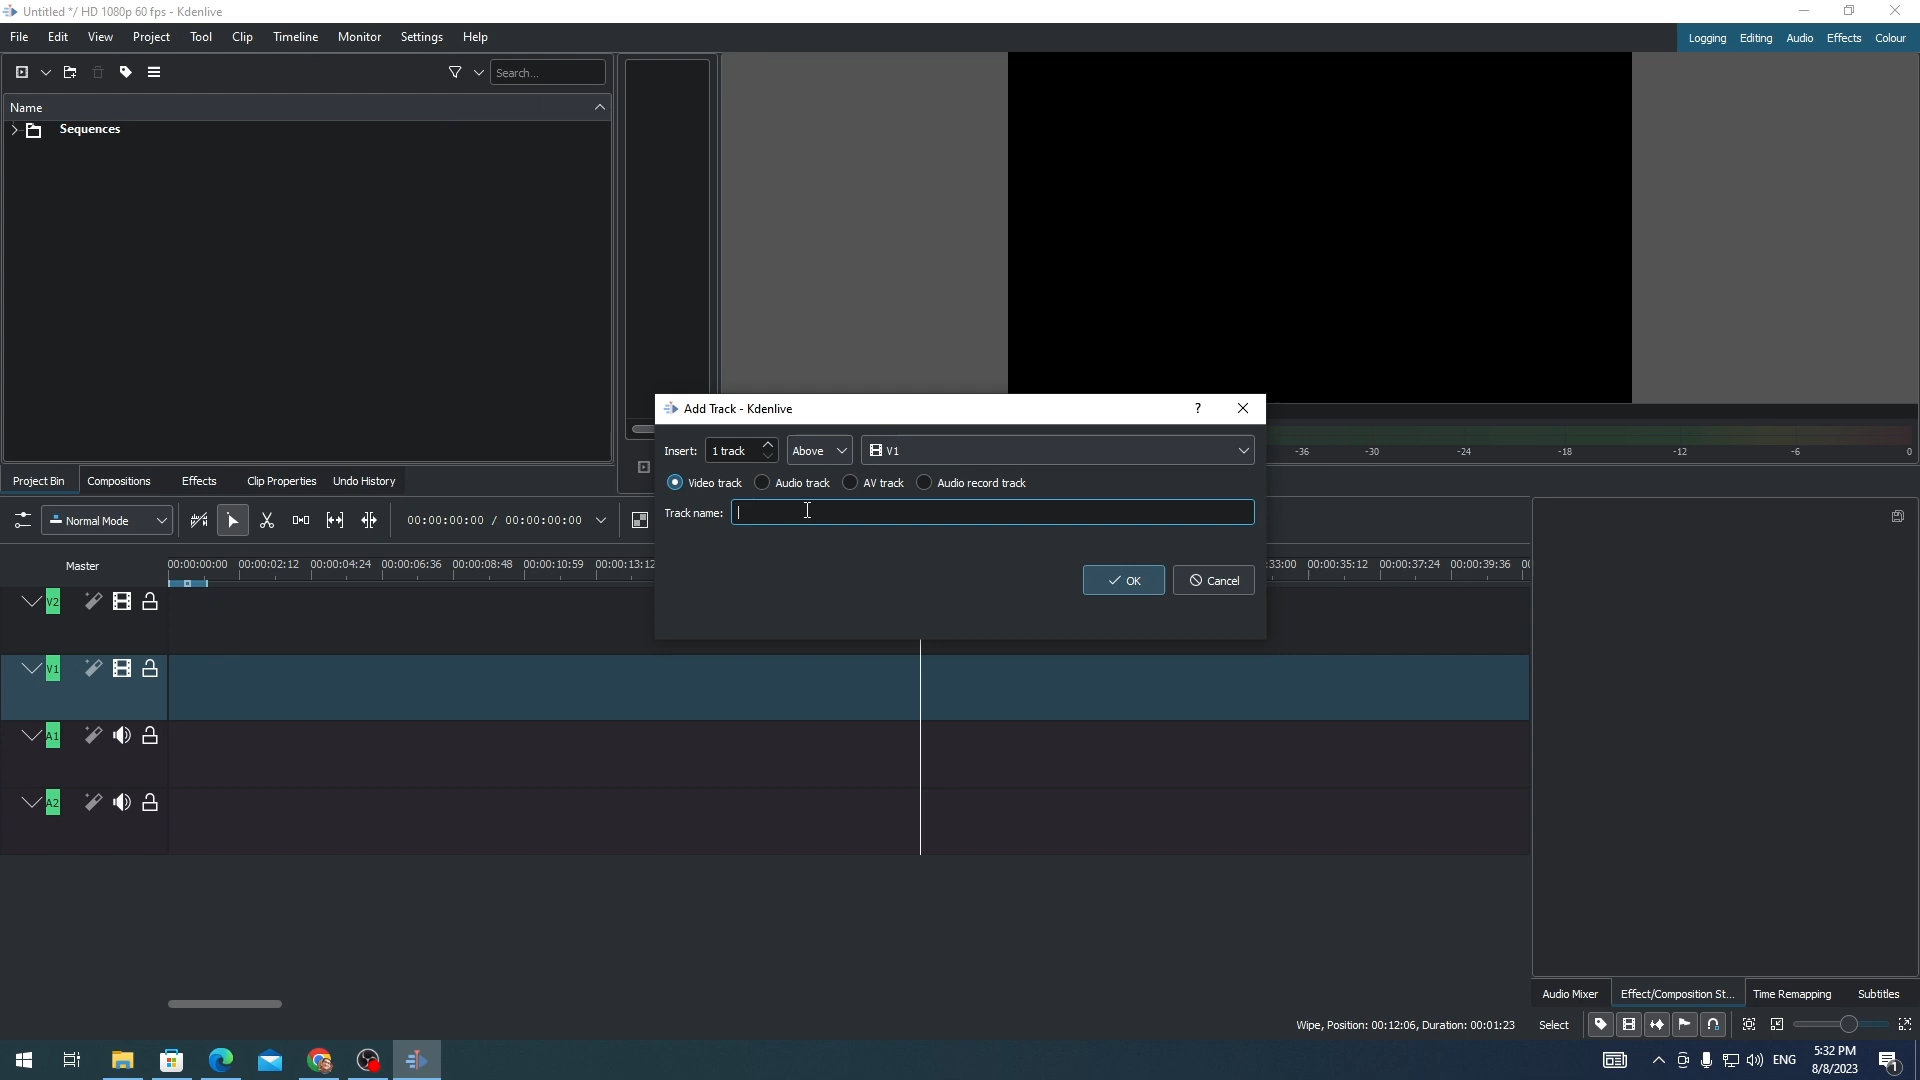 Untitled */ HD 1080p 60 fps - Kdenlive
File Edit View Project Tool Clip Timeline Monitor Settings Help
Logging Editing Audio Effects Colour
Search...
Name
Sequences
Add Track - Kdenlive
?
Insert: 1 track Above V1
-36 -30 -24 -18 -12 -6 0
Video track Audio track AV track Audio record track
Project Bin Compositions Effects Clip Properties Undo History
Track name:
Normal Mode 00:00:00:00 / 00:00:00:00
OK Cancel
Master 00:00:00:00 00:00:02:12 00:00:04:24 00:00:06:36 00:00:08:48 00:00:10:59 00:00:13:12 :33:00 00:00:35:12 00:00:37:24 00:00:39:36
V2
V1
A1
A2
Audio Mixer Effect/Composition St... Time Remapping Subtitles
Wipe, Position: 00:12:06, Duration: 00:01:23 Select
ENG 5:32 PM
8/8/2023
1